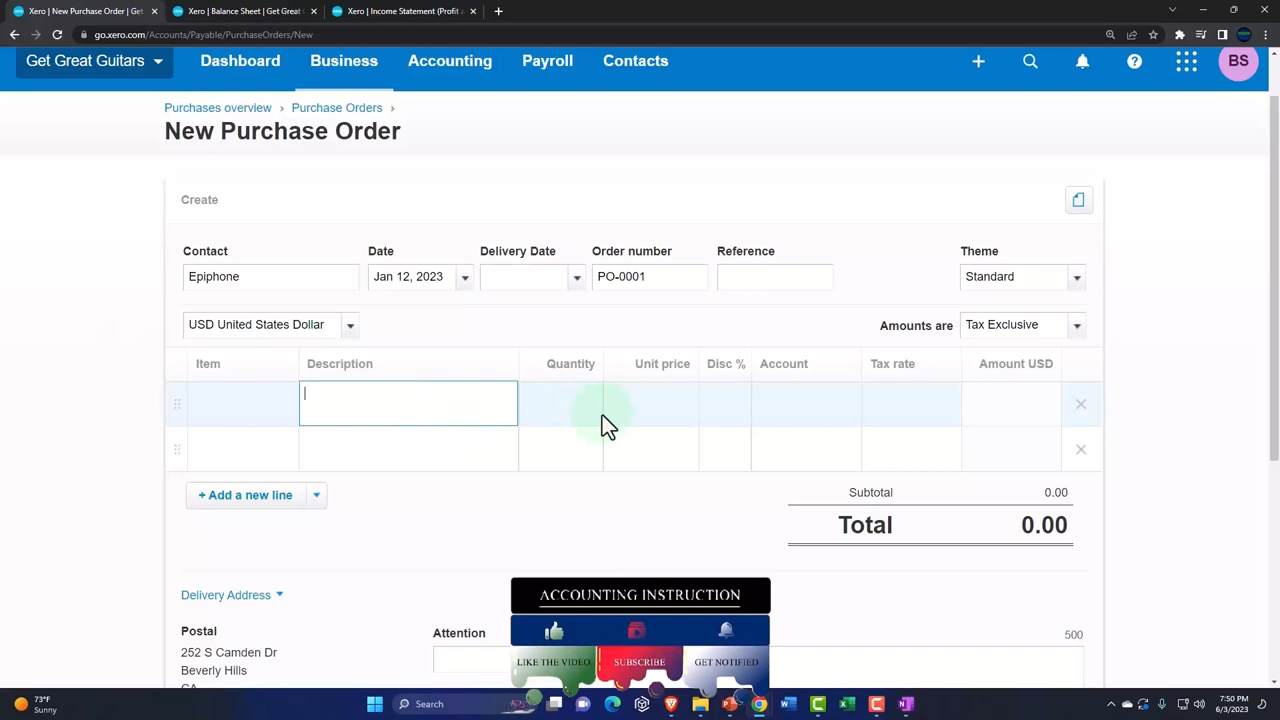 Xero | New Purchase Order | Get
Xero | Balance Sheet | Get Great
Xero | Income Statement (Profit a
go.xero.com/Accounts/Payable/PurchaseOrders/New
Get Great Guitars
Dashboard
Business
Accounting
Payroll
Contacts
BS
Purchases overview › Purchase Orders ›
New Purchase Order
Create
Contact
Date
Delivery Date
Order number
Reference
Theme
Epiphone
Jan 12, 2023
PO-0001
Standard
USD United States Dollar
Amounts are
Tax Exclusive
Item
Description
Quantity
Unit price
Disc %
Account
Tax rate
Amount USD
+ Add a new line
Subtotal
0.00
Total
0.00
Delivery Address
Postal
252 S Camden Dr
Beverly Hills
Attention
500
ACCOUNTING INSTRUCTION
LIKE THE VIDEO
SUBSCRIBE
GET NOTIFIED
73°F
Sunny
Search
7:50 PM
6/3/2023